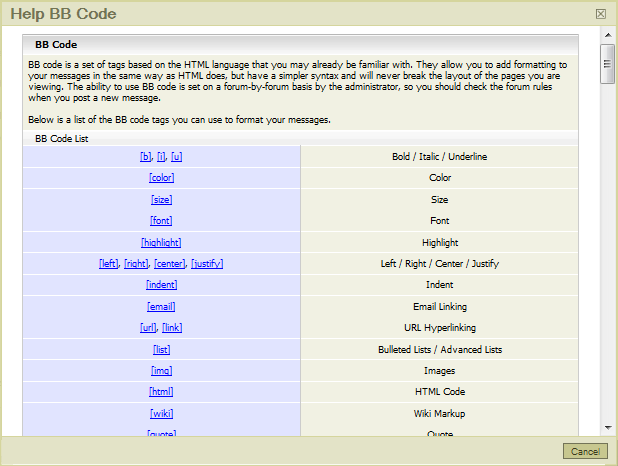 Help BB Code
BB Code
BB code is a set of tags based on the HTML language that you may already be familiar with. They allow you to add formatting to
your messages in the same way as HTML does, but have a simpler syntax and will never break the layout of the pages you are
viewing. The ability to use BB code is set on a forum-by-forum basis by the administrator, so you should check the forum rules
when you post a new message.
Below is a list of the BB code tags you can use to format your messages.
BB Code List
[b], [i], [u] Bold / Italic / Underline
[color] Color
[size] Size
[font] Font
[highlight] Highlight
[left], [right], [center], [justify] Left / Right / Center / Justify
[indent] Indent
[email] Email Linking
[url], [link] URL Hyperlinking
[list] Bulleted Lists / Advanced Lists
[img] Images
[html] HTML Code
[wiki] Wiki Markup
[quote] Quote
Cancel